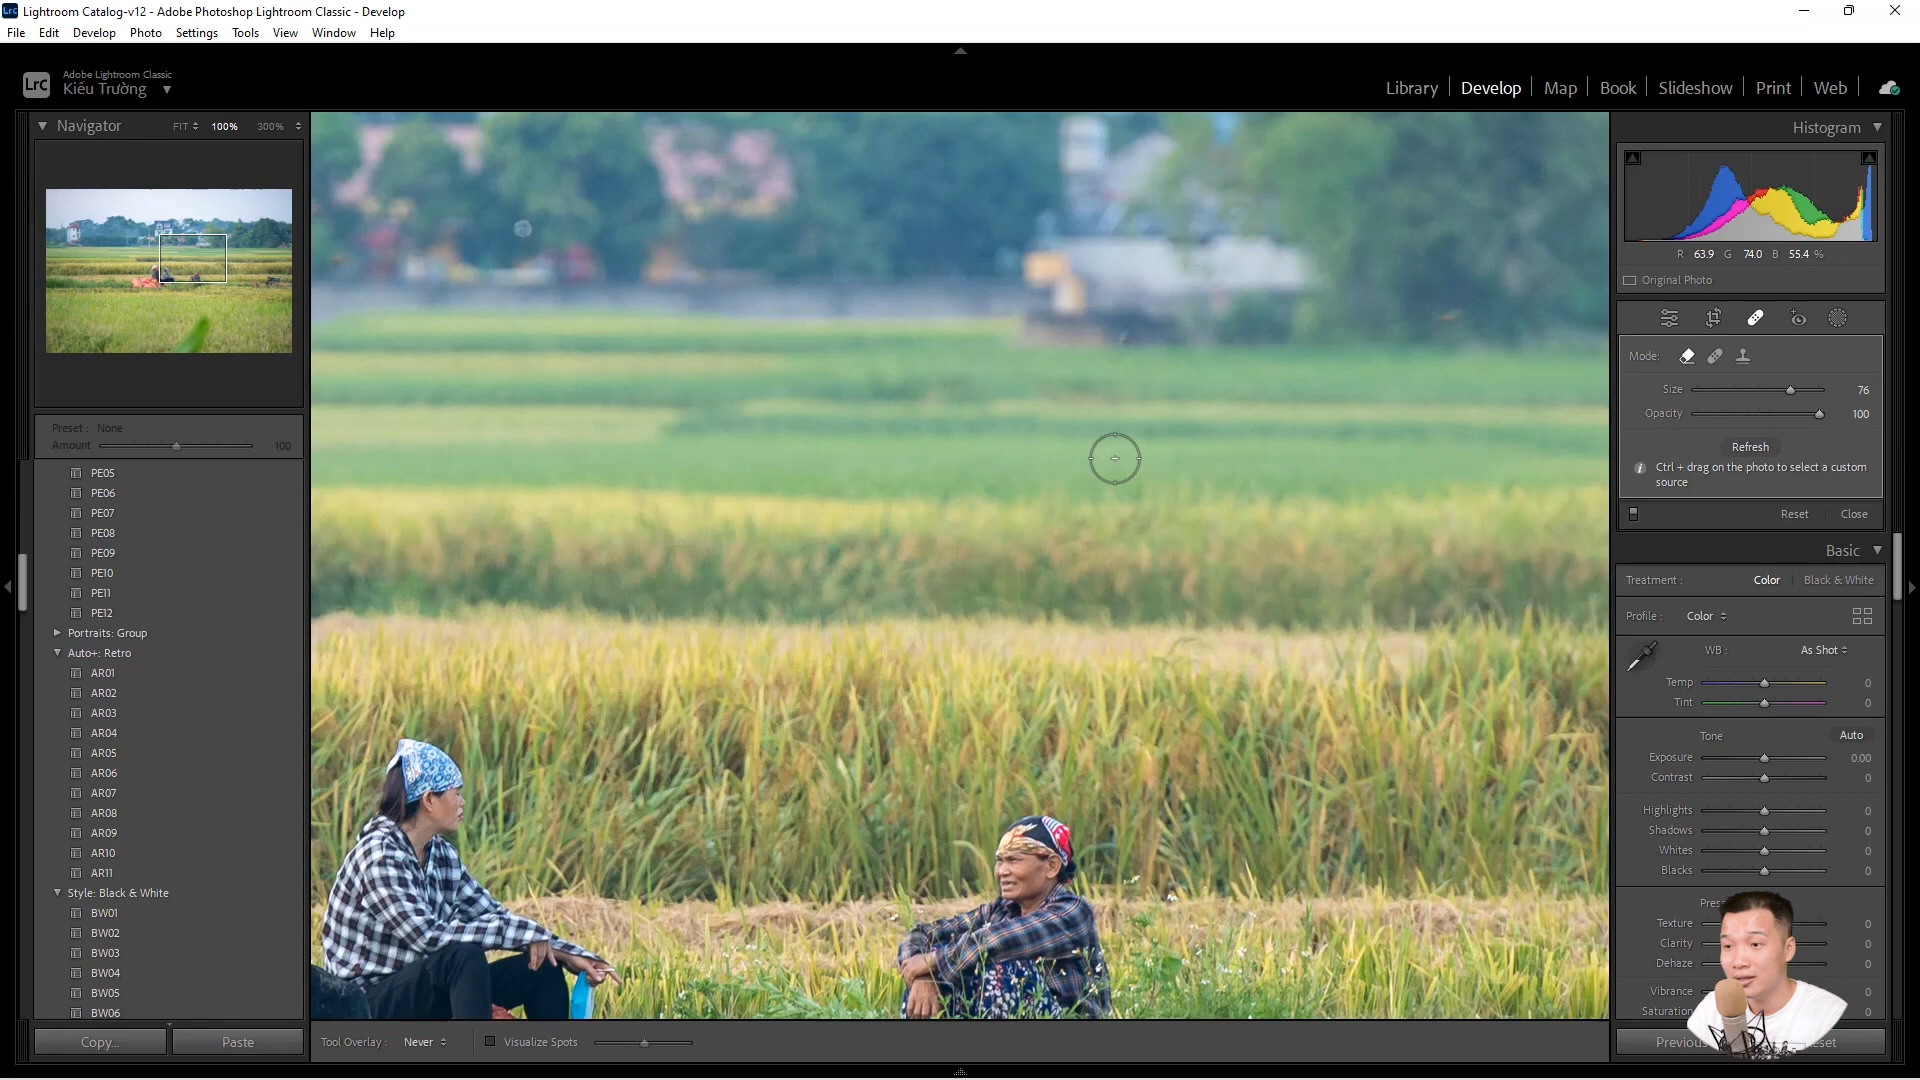 Lightroom Catalog-v12 - Adobe Photoshop Lightroom Classic - Develop
File Edit Develop Photo Settings Tools View Window Help
LrC
Adobe Lightroom Classic
Kiều Trường
Library Develop Map Book Slideshow Print Web
Navigator FIT 100% 300%
Histogram
R 63.9 G 74.0 B 55.4 %
Original Photo
Mode:
Size 76
Opacity 100
Refresh
Ctrl + drag on the photo to select a custom
source
Reset Close
Preset : None
Amount 100
PE05
PE06
PE07
PE08
PE09
PE10
PE11
PE12
Portraits: Group
Auto+: Retro
AR01
AR02
AR03
AR04
AR05
AR06
AR07
AR08
AR09
AR10
AR11
Style: Black & White
BW01
BW02
BW03
BW04
BW05
BW06
Copy... Paste
Tool Overlay : Never Visualize Spots
Basic
Treatment : Color Black & White
Profile : Color
WB : As Shot
Temp 0
Tint 0
Tone Auto
Exposure 0.00
Contrast 0
Highlights 0
Shadows 0
Whites 0
Blacks 0
Texture 0
Clarity 0
Dehaze 0
Vibrance 0
Saturation 0
Previous